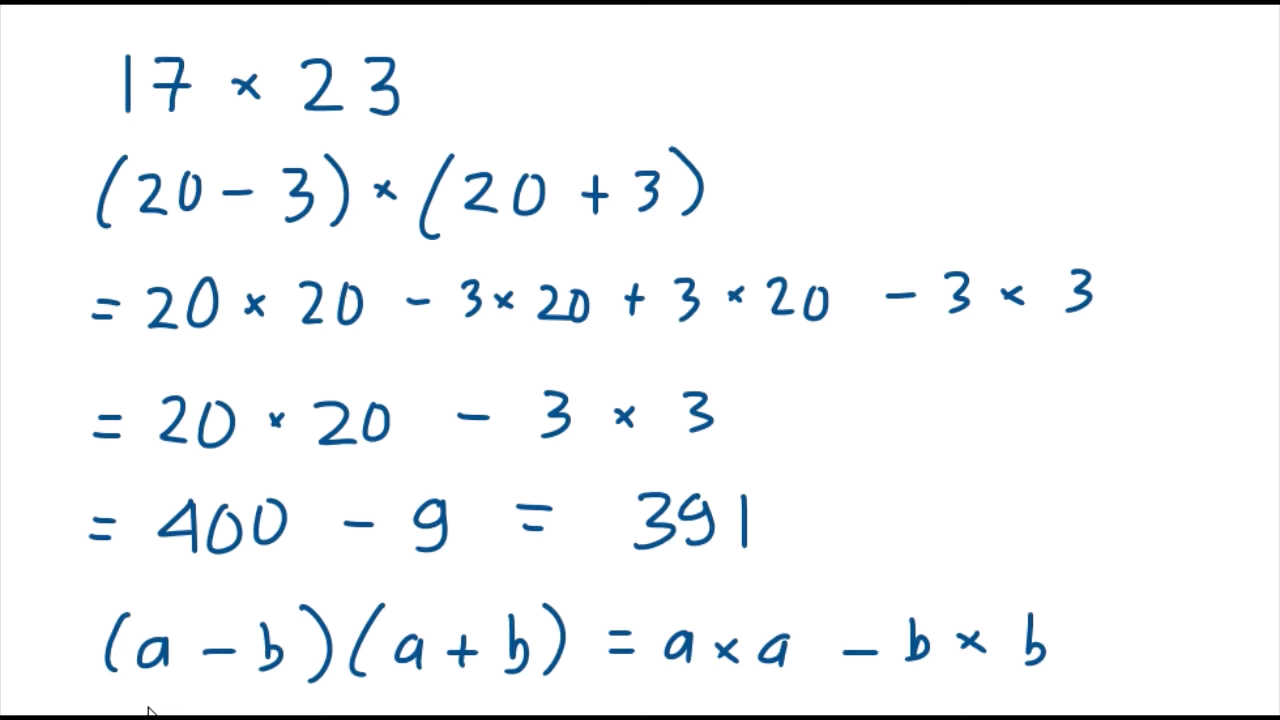 17 × 23
(20 - 3) × (20 + 3)
= 20 × 20 - 3 × 20 + 3 × 20 - 3 × 3
= 20 × 20 - 3 × 3
= 400 - 9 = 391
(a - b)(a + b) = a × a - b × b